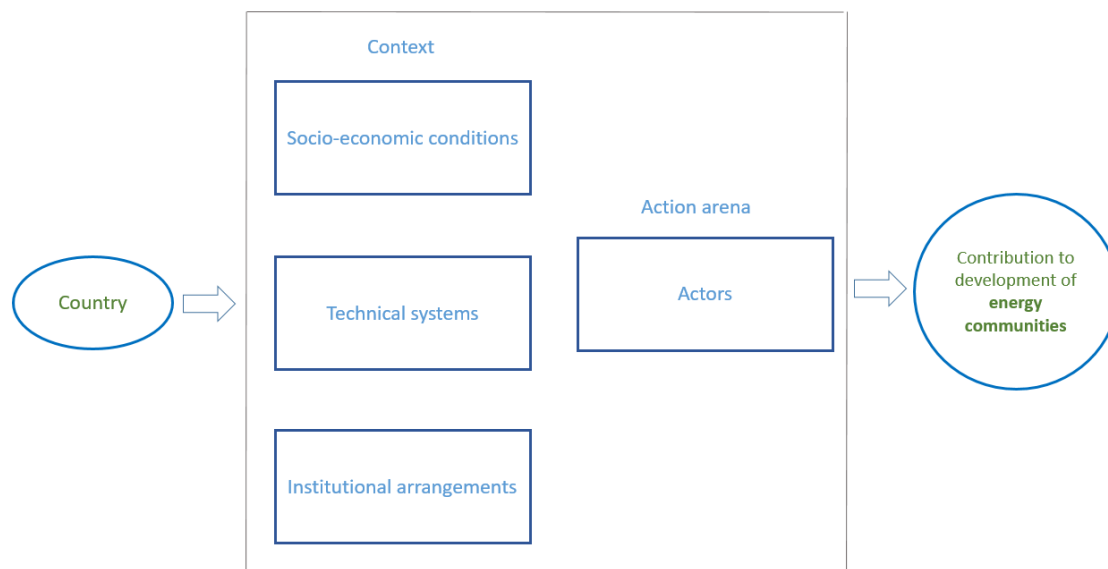 Context
Socio-economic conditions
Action arena
Country
Technical systems
Actors
Contribution to
development of
energy
communities
Institutional arrangements